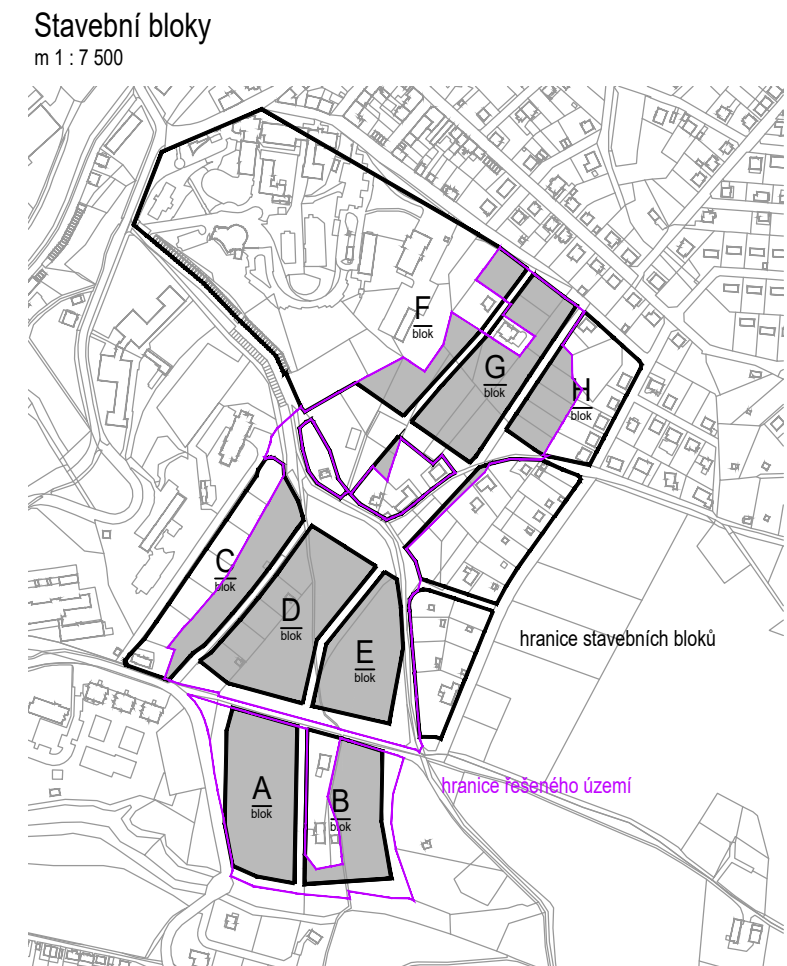 Stavební bloky
m 1 : 7 500
F
blok
G
blok
H
blok
C
blok
D
blok
E
blok
hranice stavebních bloků
hranice řešeného území
A
blok
B
blok